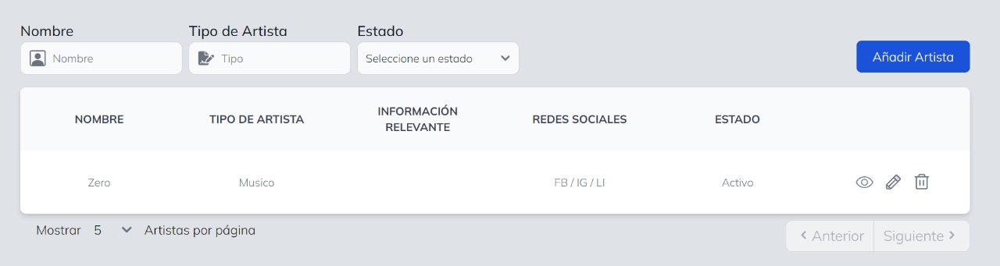 Nombre Tipo de Artista Estado
Nombre Tipo Seleccione un estado Añadir Artista
NOMBRE TIPO DE ARTISTA INFORMACIÓN RELEVANTE REDES SOCIALES ESTADO
Zero Musico FB / IG / LI Activo
Mostrar 5 Artistas por página Anterior Siguiente